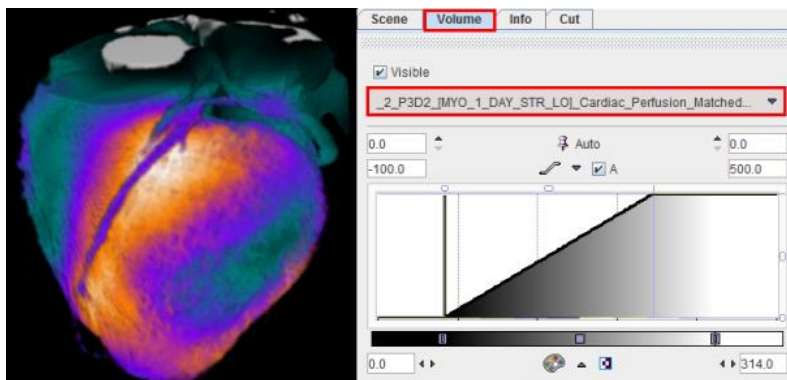 Scene Volume Info Cut
Visible
_2_P3D2_[MYO_1_DAY_STR_LO]_Cardiac_Perfusion_Matched...
0.0 Auto 0.0
-100.0 A 500.0
0.0 314.0